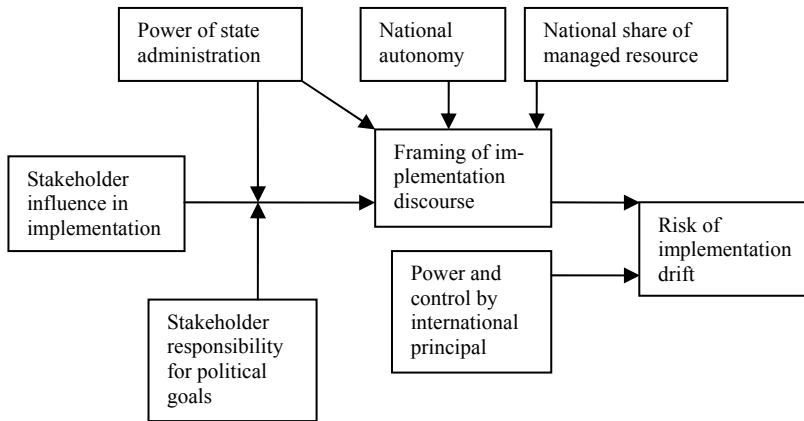 Power of state
administration
National
autonomy
National share of
managed resource
Framing of im-
plementation
discourse
Stakeholder
influence in
implementation
Risk of
implementation
drift
Power and
control by
international
principal
Stakeholder
responsibility
for political
goals